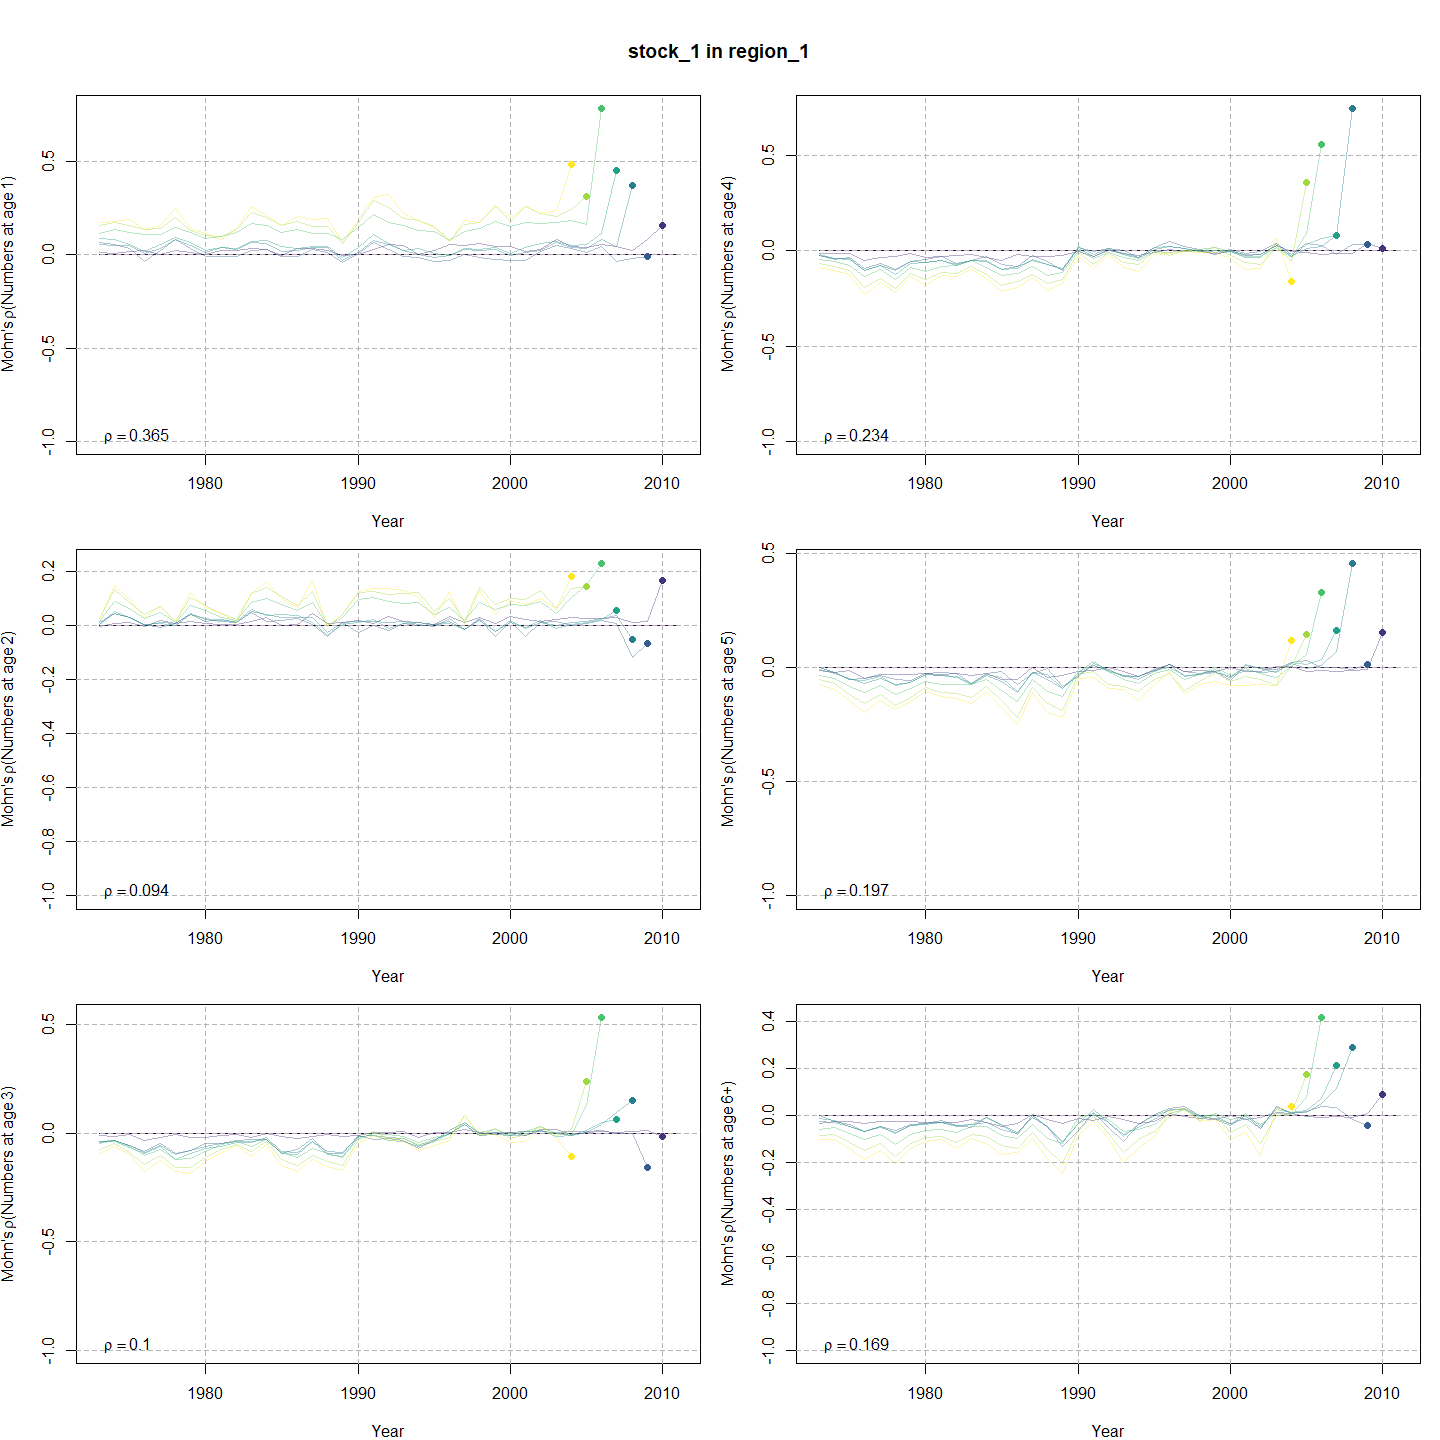 stock_1 in region_1
Mohn's ρ(Numbers at age 1)
0.5
0.0
-0.5
-1.0
ρ = 0.365
1980 1990 2000 2010
Year
Mohn's ρ(Numbers at age 4)
0.5
0.0
-0.5
-1.0
ρ = 0.234
1980 1990 2000 2010
Year
Mohn's ρ(Numbers at age 2)
0.2
0.0
-0.2
-0.4
-0.6
-0.8
-1.0
ρ = 0.094
1980 1990 2000 2010
Year
Mohn's ρ(Numbers at age 5)
0.5
0.0
-0.5
-1.0
ρ = 0.197
1980 1990 2000 2010
Year
Mohn's ρ(Numbers at age 3)
0.5
0.0
-0.5
-1.0
ρ = 0.1
1980 1990 2000 2010
Year
Mohn's ρ(Numbers at age 6+)
0.4
0.2
0.0
-0.2
-0.4
-0.6
-0.8
-1.0
ρ = 0.169
1980 1990 2000 2010
Year